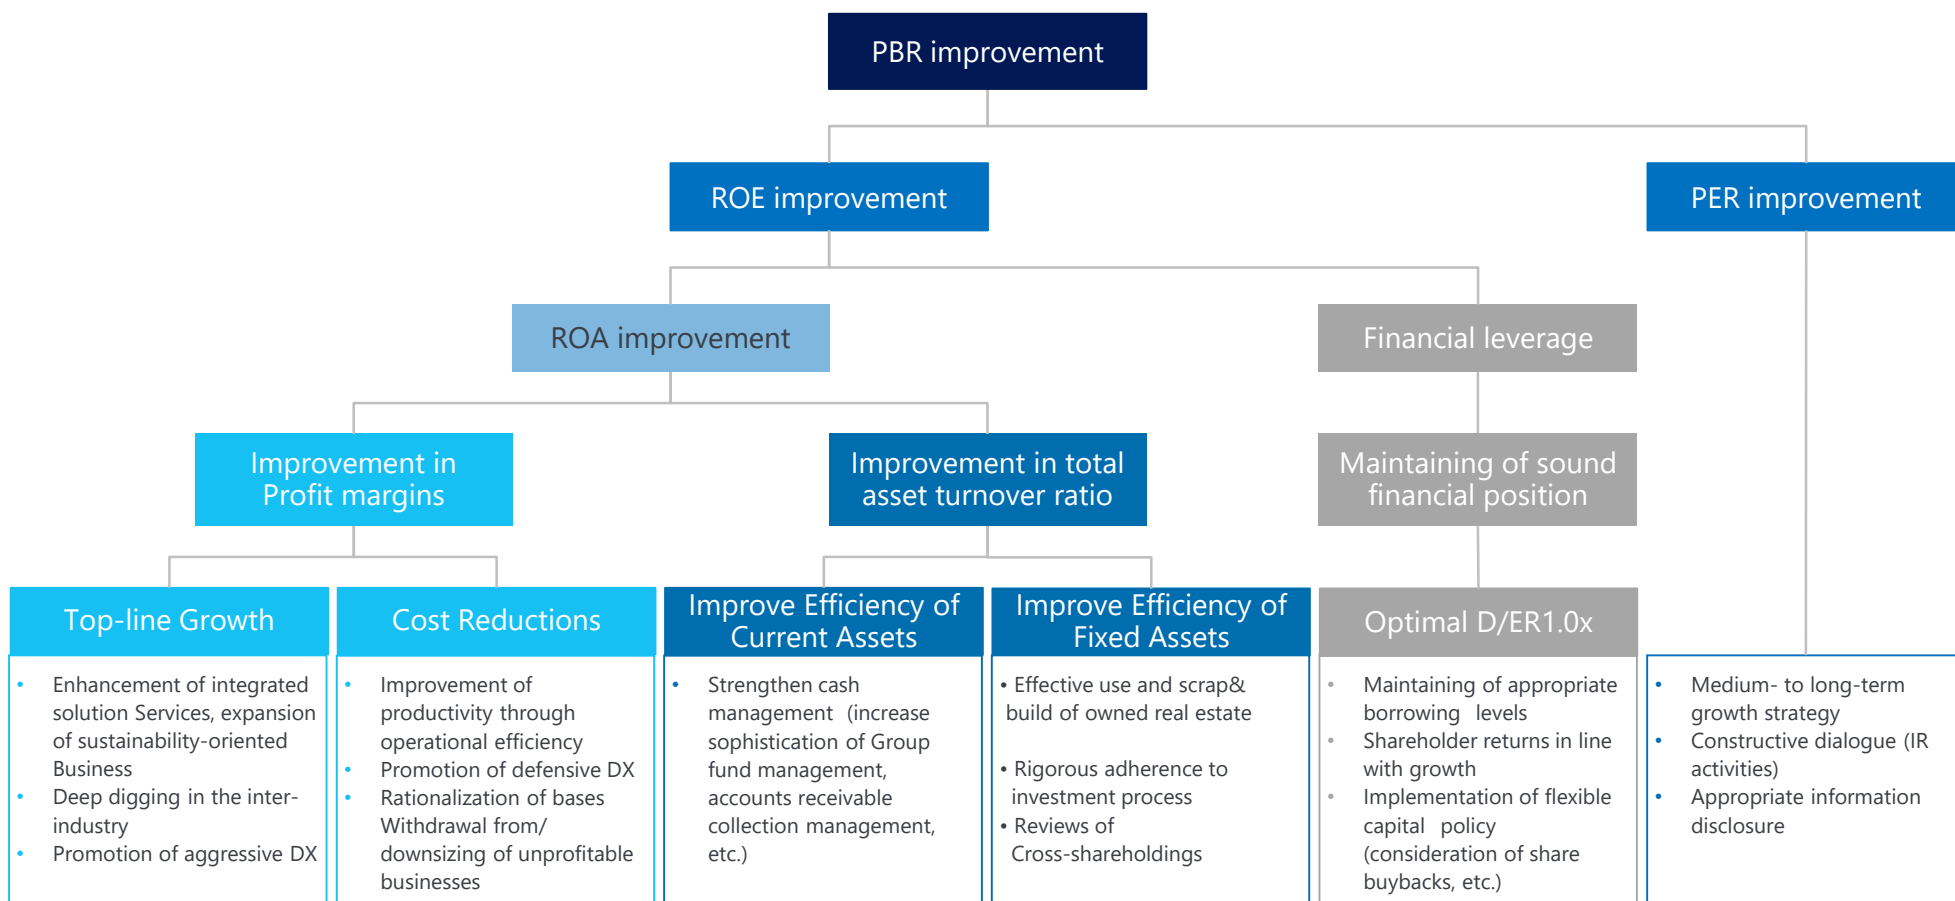 PBR improvement
ROE improvement
PER improvement
ROA improvement
Financial leverage
Improvement in
Profit margins
Improvement in total
asset turnover ratio
Maintaining of sound
financial position
Top-line Growth
• Enhancement of integrated
solution Services, expansion
of sustainability-oriented
Business
• Deep digging in the inter-
industry
• Promotion of aggressive DX
Cost Reductions
• Improvement of
productivity through
operational efficiency
• Promotion of defensive DX
• Rationalization of bases
Withdrawal from/
downsizing of unprofitable
businesses
Improve Efficiency of
Current Assets
• Strengthen cash
management (increase
sophistication of Group
fund management,
accounts receivable
collection management,
etc.)
Improve Efficiency of
Fixed Assets
• Effective use and scrap&
build of owned real estate
• Rigorous adherence to
investment process
• Reviews of
Cross-shareholdings
Optimal D/ER1.0x
• Maintaining of appropriate
borrowing levels
• Shareholder returns in line
with growth
• Implementation of flexible
capital policy
(consideration of share
buybacks, etc.)
• Medium- to long-term
growth strategy
• Constructive dialogue (IR
activities)
• Appropriate information
disclosure